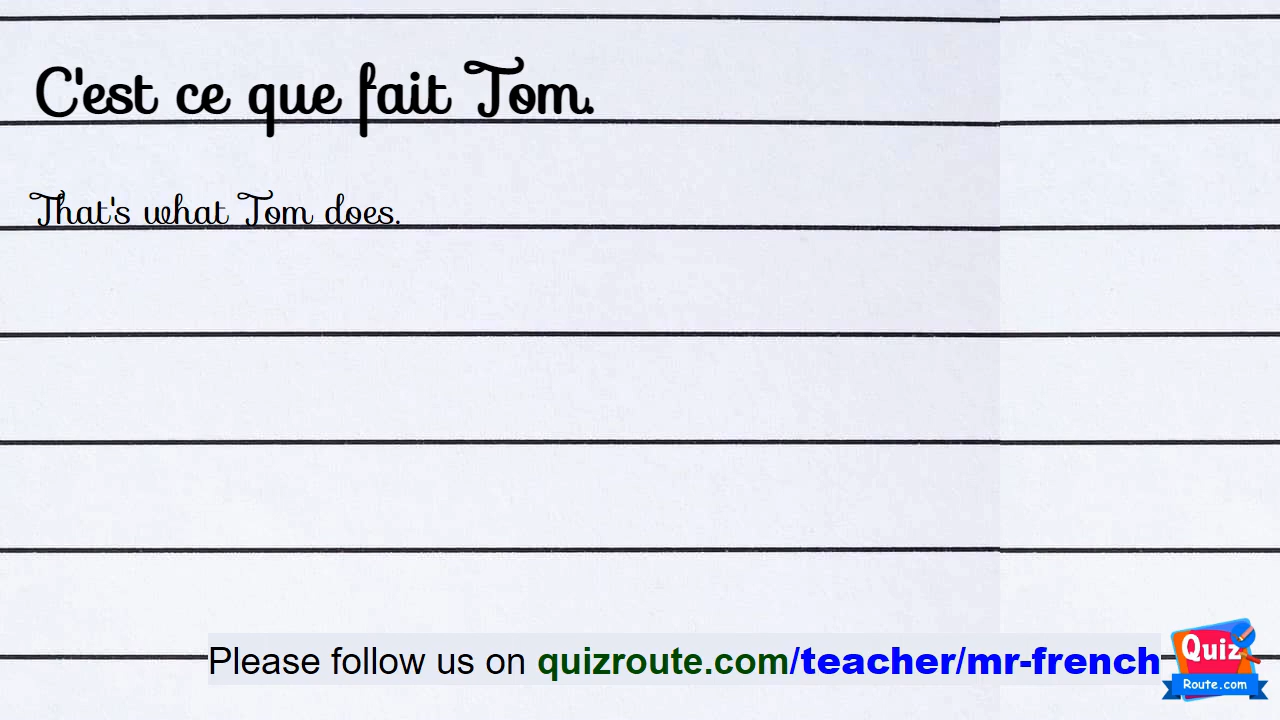 C'est ce que fait Tom.
That's what Tom does.
Please follow us on quizroute.com/teacher/mr-french
Quiz
Route.com